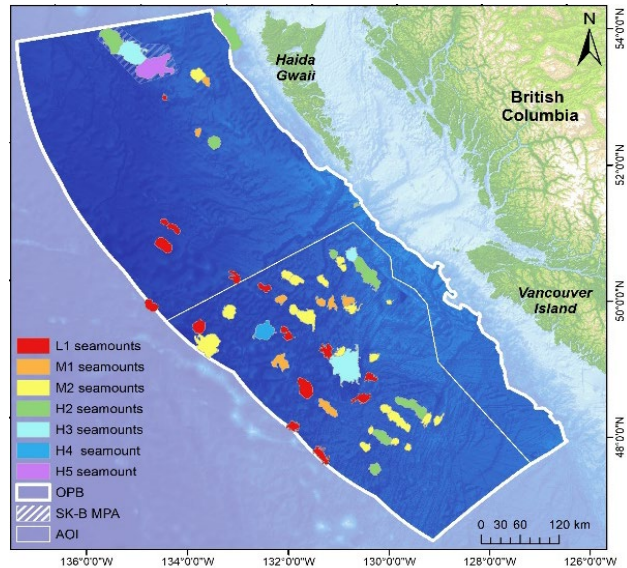 54°0'0"N
N
Haida
Gwaii
British
Columbia
52°0'0"N
50°0'0"N
Vancouver
Island
48°0'0"N
L1 seamounts
M1 seamounts
M2 seamounts
H2 seamounts
H3 seamounts
H4 seamount
H5 seamount
OPB
SK-B MPA
AOI
0 30 60 120 km
136°0'0"W 134°0'0"W 132°0'0"W 130°0'0"W 128°0'0"W 126°0'0"W